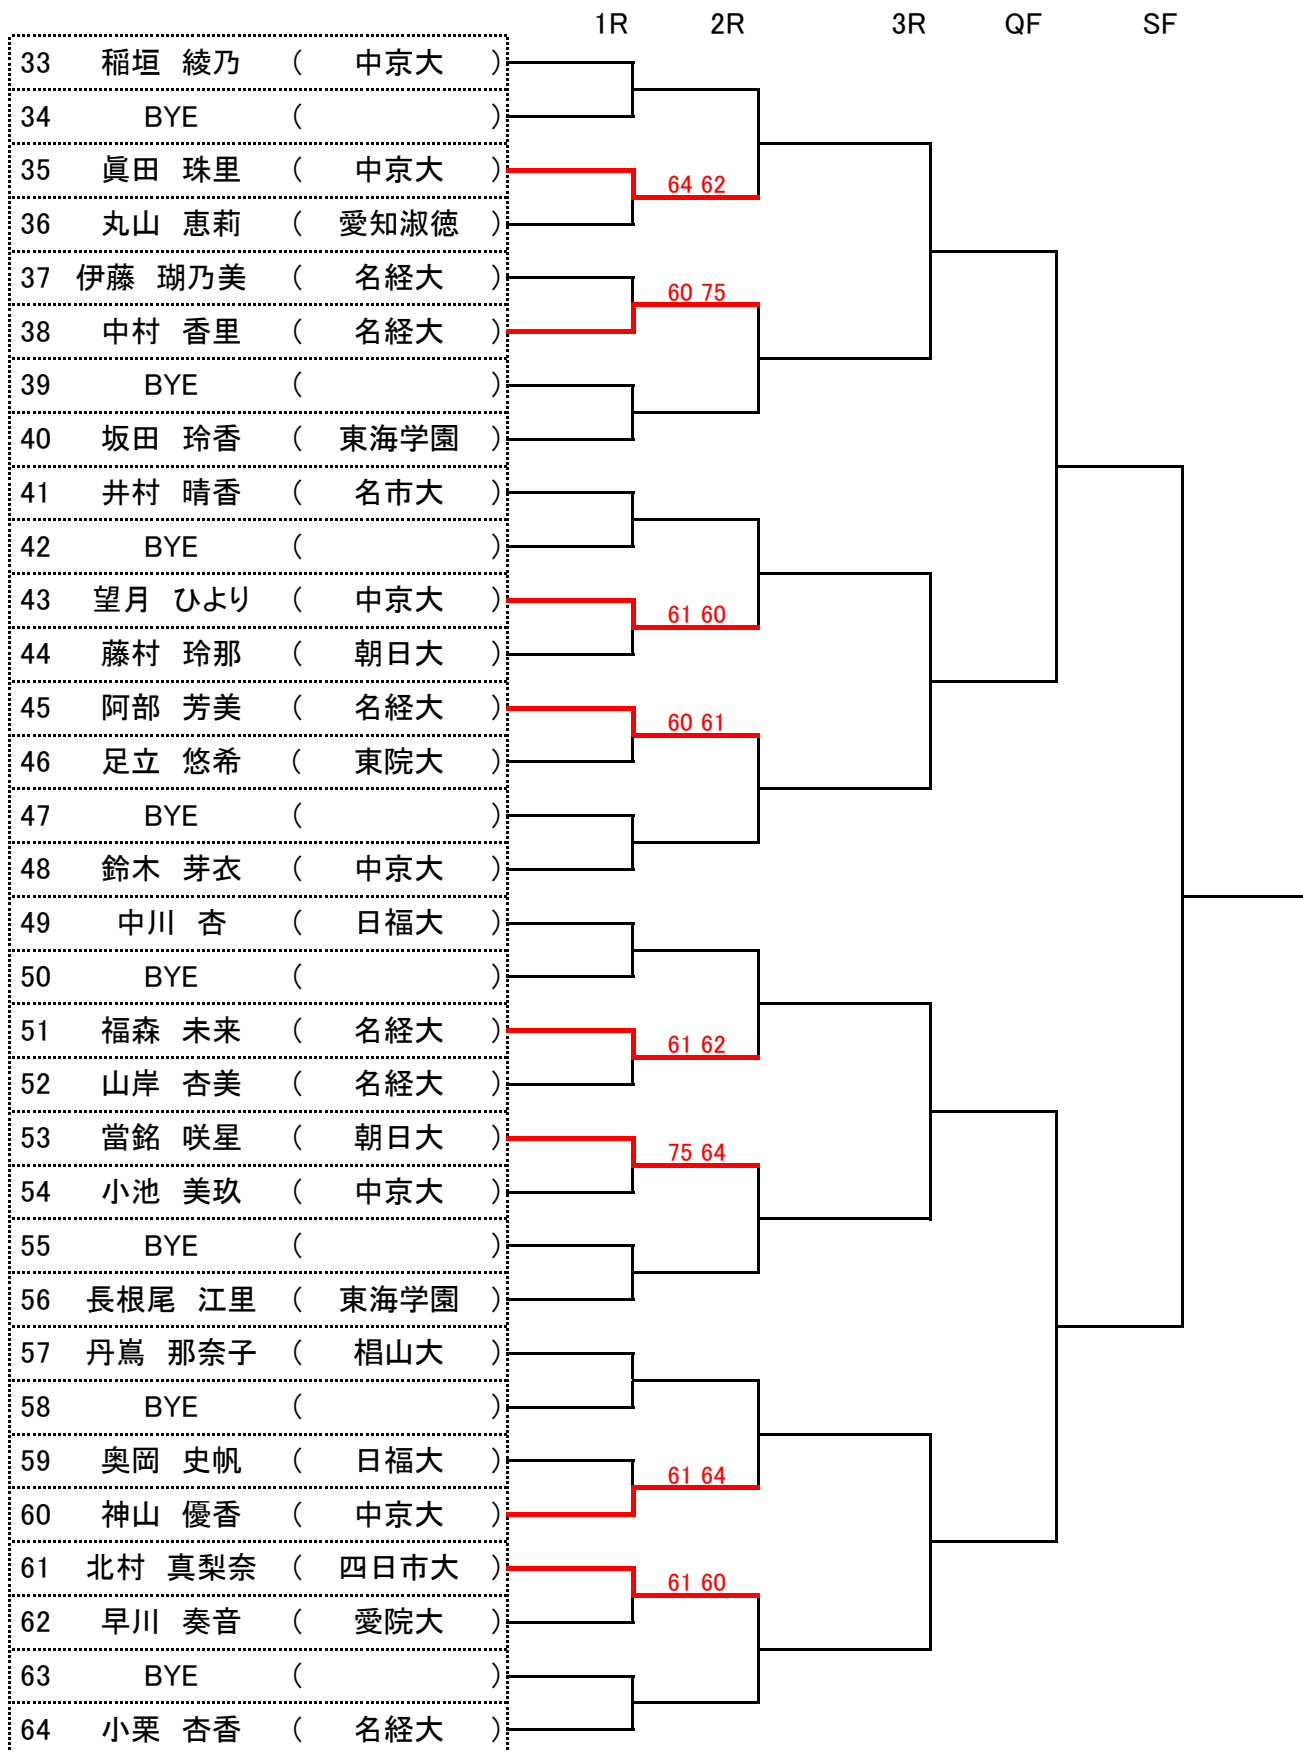 1R 2R 3R QF SF
33 稲垣 綾乃 ( 中京大 )
34 BYE ( )
35 眞田 珠里 ( 中京大 )
64 62
36 丸山 恵莉 ( 愛知淑徳 )
37 伊藤 瑚乃美 ( 名経大 )
60 75
38 中村 香里 ( 名経大 )
39 BYE ( )
40 坂田 玲香 ( 東海学園 )
41 井村 晴香 ( 名市大 )
42 BYE ( )
43 望月 ひより ( 中京大 )
61 60
44 藤村 玲那 ( 朝日大 )
45 阿部 芳美 ( 名経大 )
60 61
46 足立 悠希 ( 東院大 )
47 BYE ( )
48 鈴木 芽衣 ( 中京大 )
49 中川 杏 ( 日福大 )
50 BYE ( )
51 福森 未来 ( 名経大 )
61 62
52 山岸 杏美 ( 名経大 )
53 當銘 咲星 ( 朝日大 )
75 64
54 小池 美玖 ( 中京大 )
55 BYE ( )
56 長根尾 江里 ( 東海学園 )
57 丹嶌 那奈子 ( 椙山大 )
58 BYE ( )
59 奥岡 史帆 ( 日福大 )
61 64
60 神山 優香 ( 中京大 )
61 北村 真梨奈 ( 四日市大 )
61 60
62 早川 奏音 ( 愛院大 )
63 BYE ( )
64 小栗 杏香 ( 名経大 )